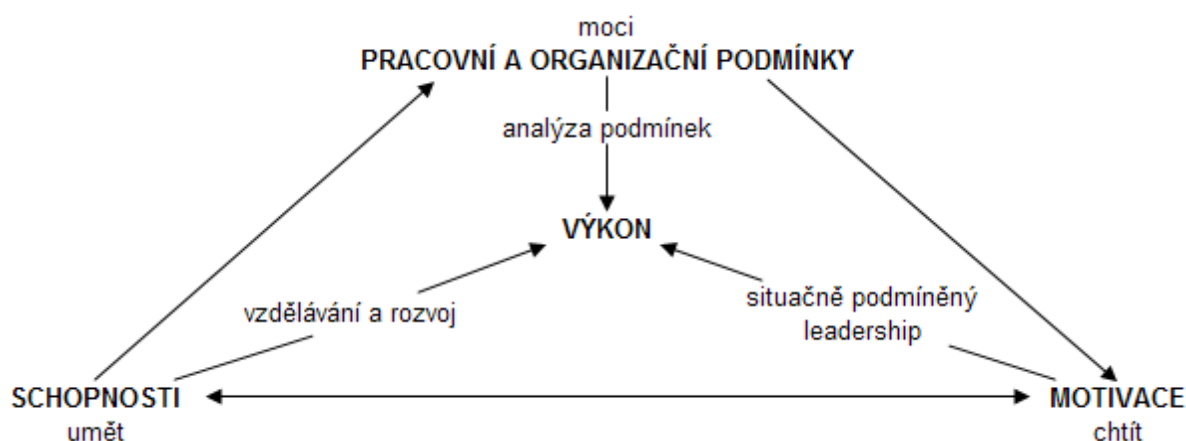 moci
PRACOVNÍ A ORGANIZAČNÍ PODMÍNKY
analýza podmínek
VÝKON
vzdělávání a rozvoj
situačně podmíněný
leadership
SCHOPNOSTI
umět
MOTIVACE
chtít